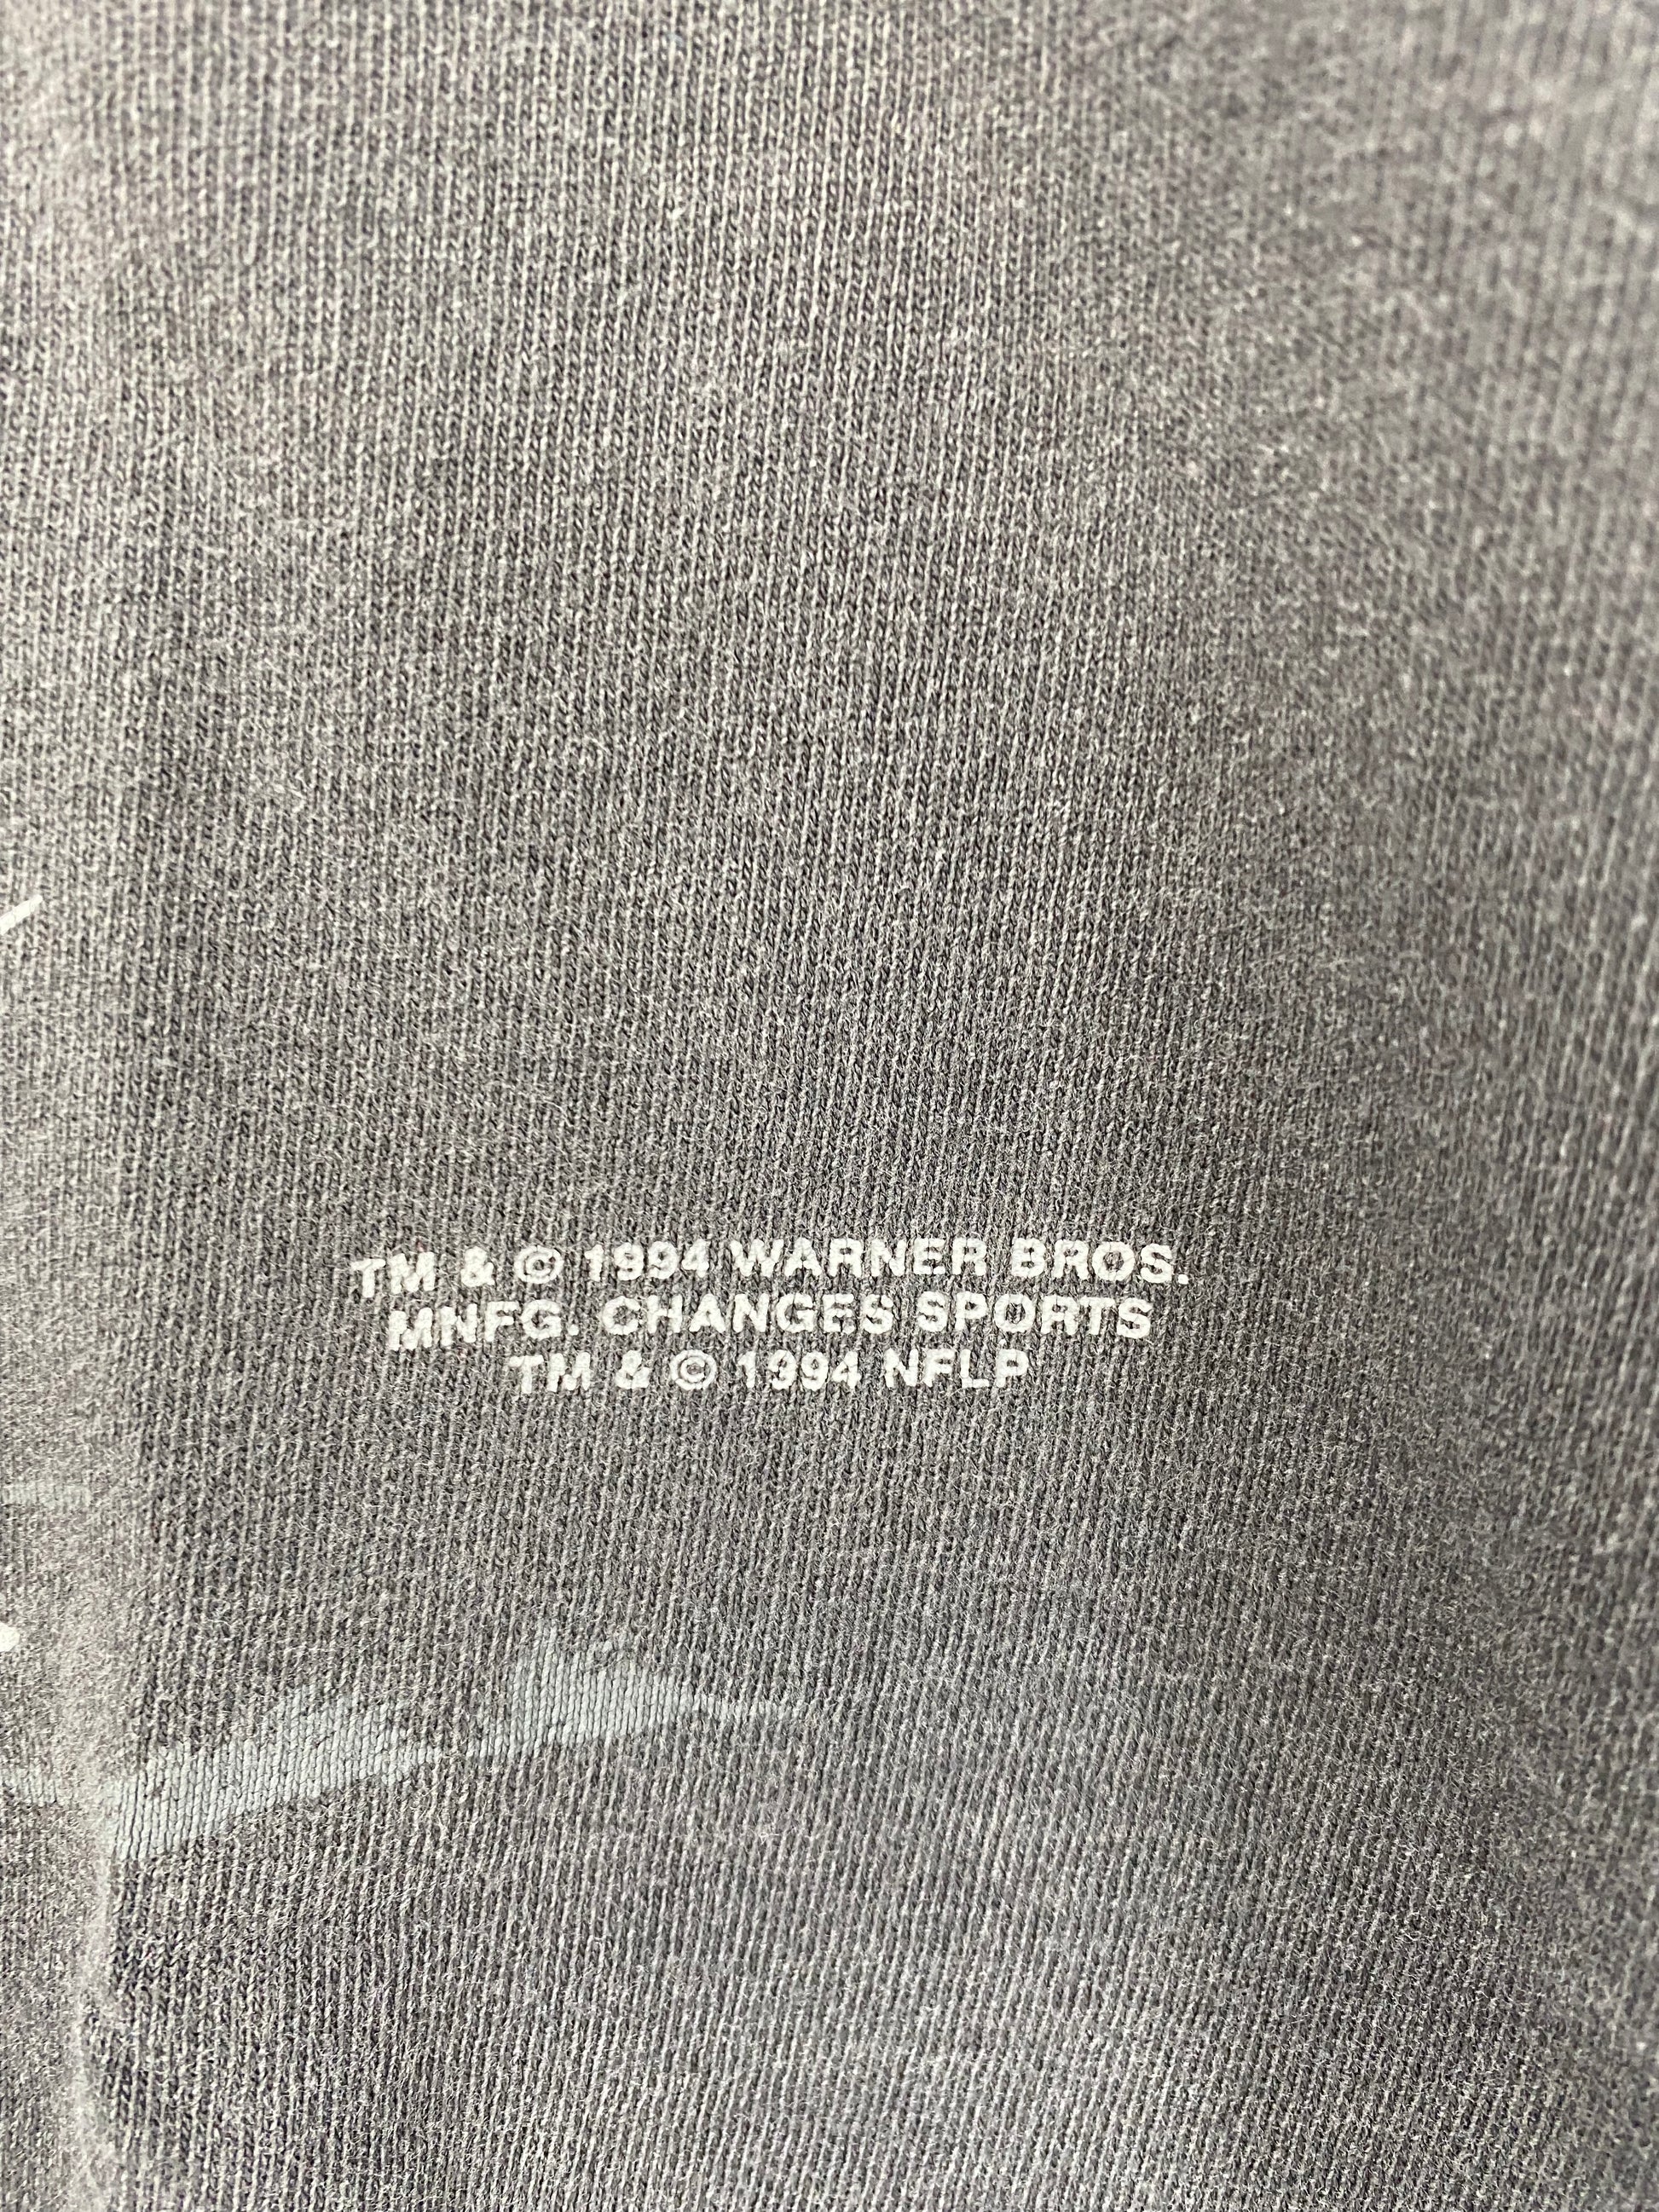 TM & © 1994 WARNER BROS.
MNFG. CHANGES SPORTS
TM & © 1994 NFLP